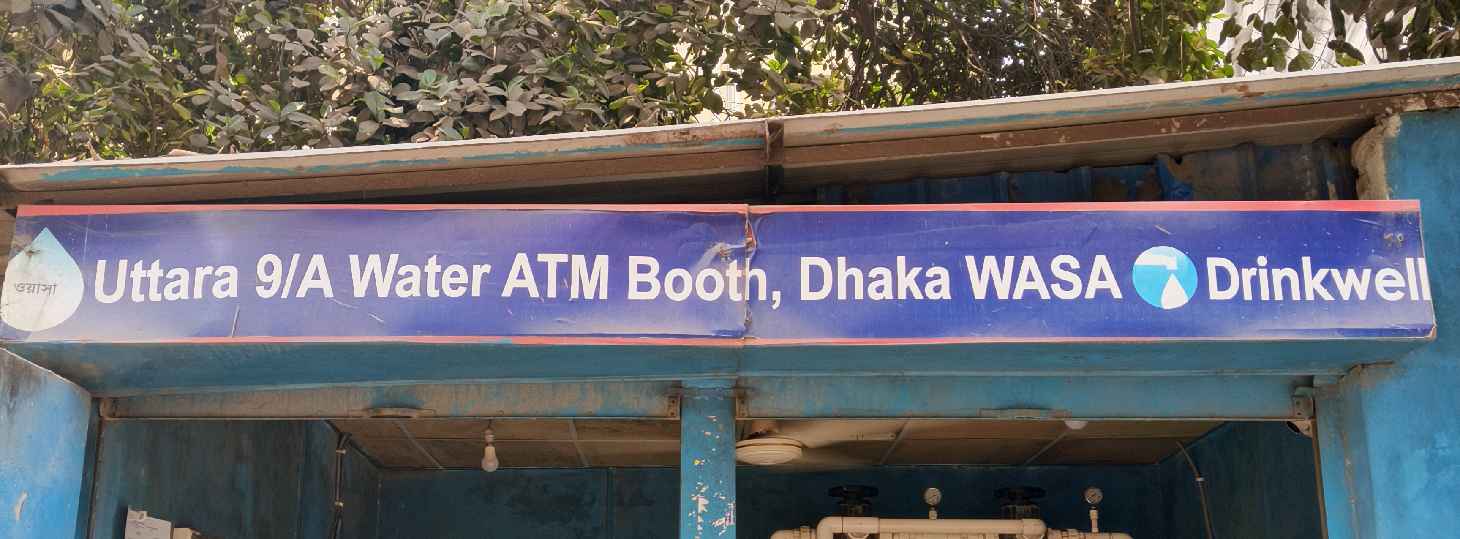 ওয়াসা
Uttara 9/A Water ATM Booth, Dhaka WASA Drinkwell